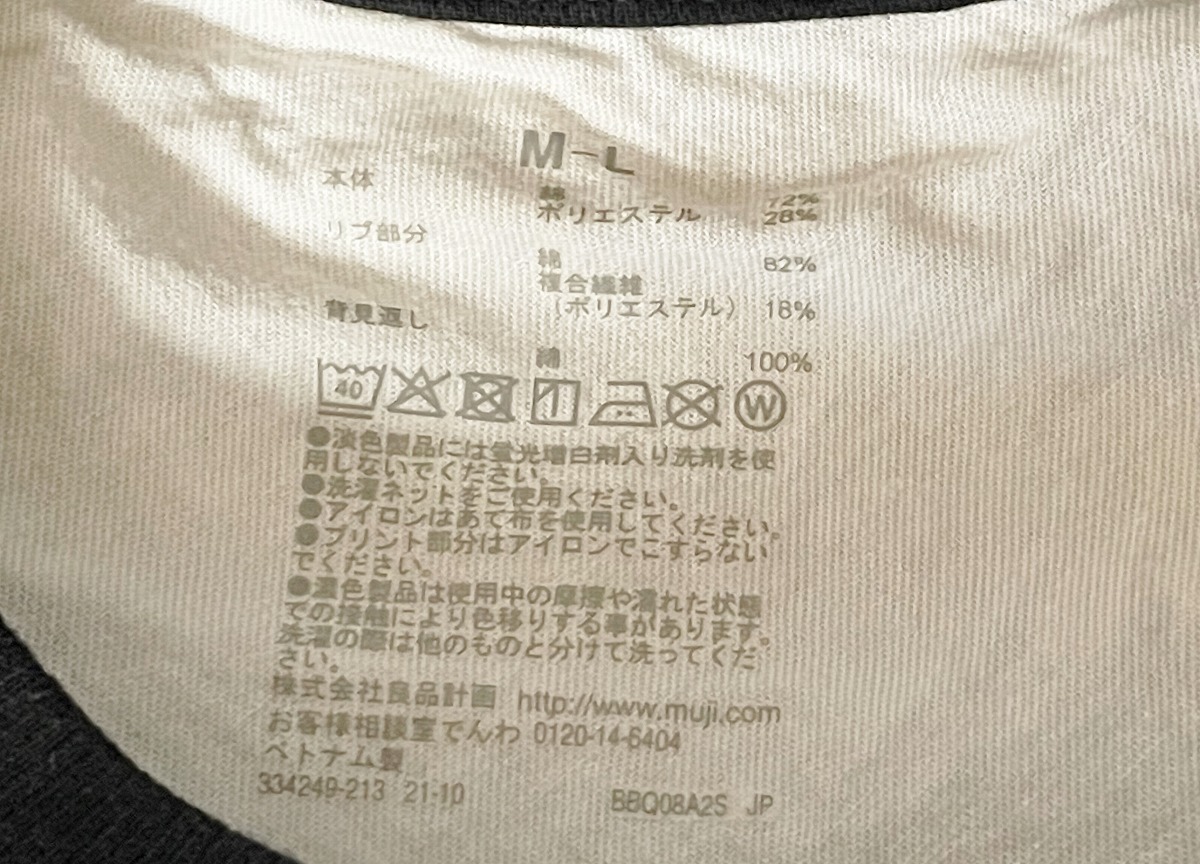 M-L
本体 綿 72%
ポリエステル 28%
リブ部分 綿 82%
複合繊維
（ポリエステル） 18%
背見返し 綿 100%
40
W
●淡色製品には蛍光増白剤入り洗剤を使
用しないでください。
●洗濯ネットをご使用ください。
●アイロンはあて布を使用してください。
●プリント部分はアイロンでこすらない
でください。
●濃色製品は使用中の摩擦や濡れた状態
での接触により色移りする事があります。
洗濯の際は他のものと分けて洗ってくだ
さい。
株式会社良品計画 http://www.muji.com
お客様相談室でんわ 0120-14-6404
ベトナム製
334249-213 21-10 BBQ08A2S JP